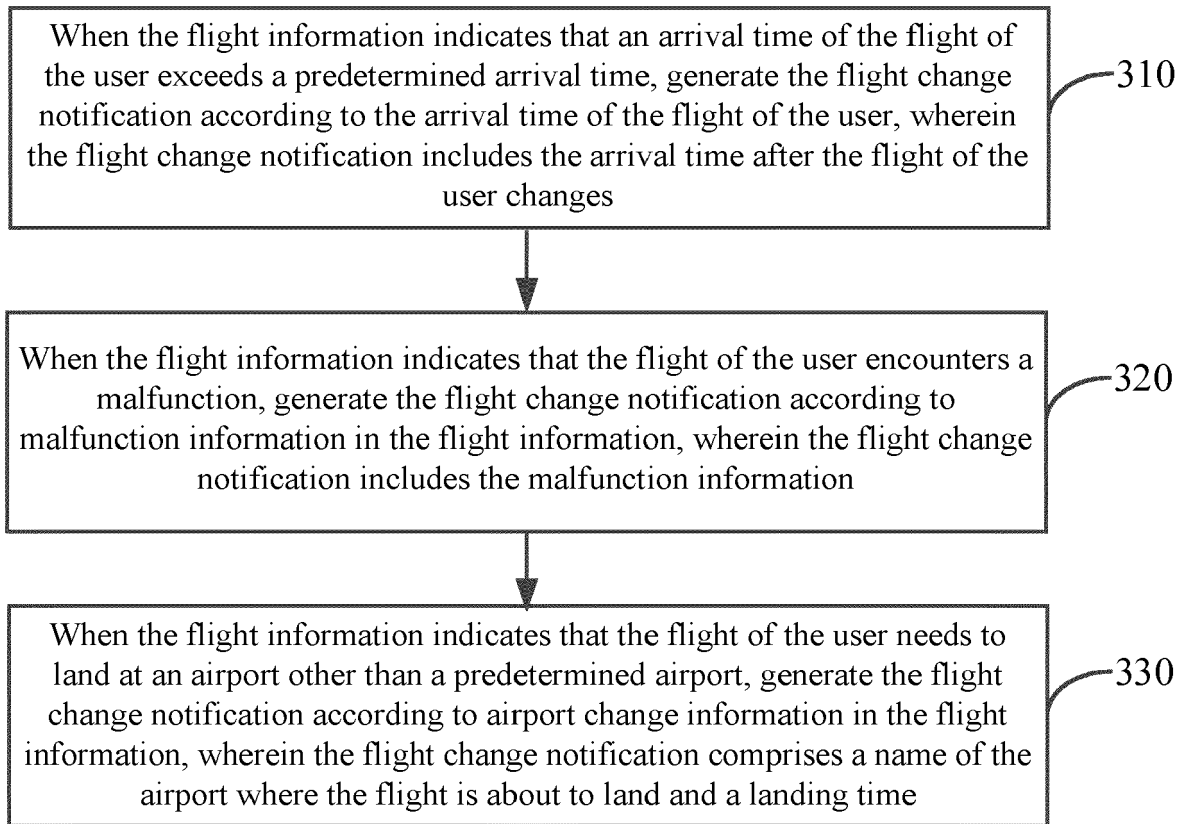 When the flight information indicates that an arrival time of the flight of
the user exceeds a predetermined arrival time, generate the flight change
notification according to the arrival time of the flight of the user, wherein
the flight change notification includes the arrival time after the flight of the
user changes
310
When the flight information indicates that the flight of the user encounters a
malfunction, generate the flight change notification according to
malfunction information in the flight information, wherein the flight change
notification includes the malfunction information
320
When the flight information indicates that the flight of the user needs to
land at an airport other than a predetermined airport, generate the flight
change notification according to airport change information in the flight
information, wherein the flight change notification comprises a name of the
airport where the flight is about to land and a landing time
330